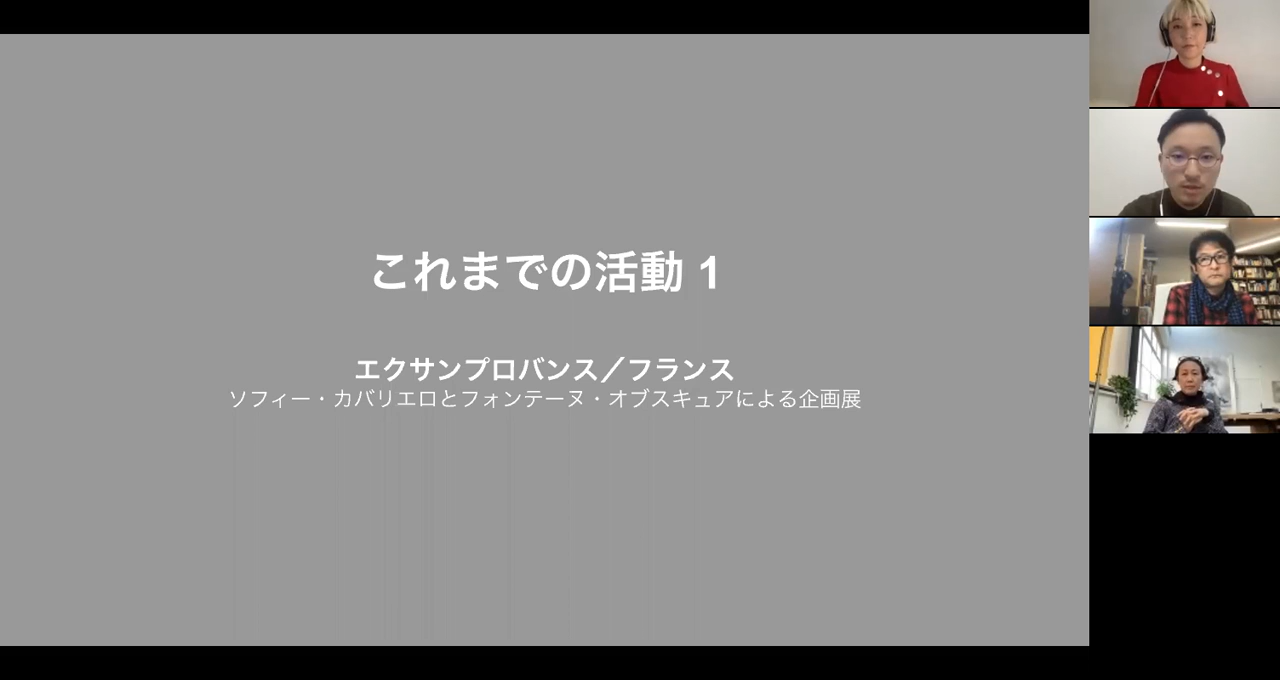 これまでの活動 1
エクサンプロバンス／フランス
ソフィー・カバリエロとフォンテーヌ・オブスキュアによる企画展